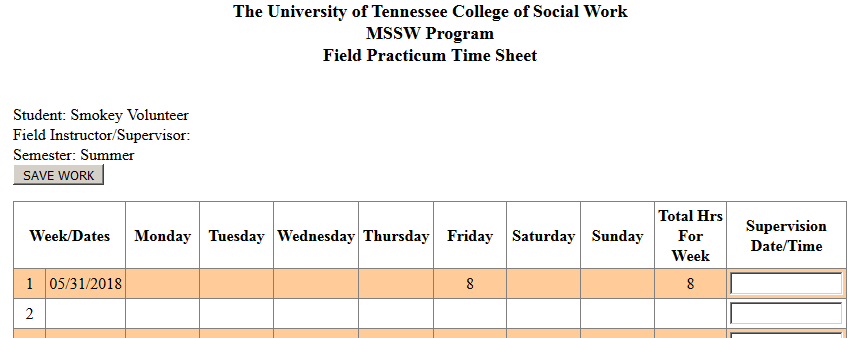 The University of Tennessee College of Social Work
MSSW Program
Field Practicum Time Sheet
Student: Smokey Volunteer
Field Instructor/Supervisor:
Semester: Summer
SAVE WORK
Week/Dates Monday Tuesday Wednesday Thursday Friday Saturday Sunday Total Hrs For Week Supervision Date/Time
1 05/31/2018 8 8
2